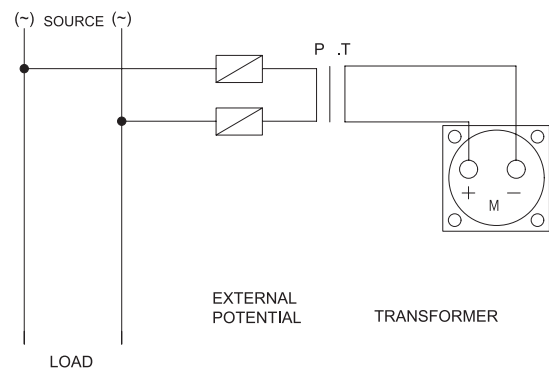 (~) SOURCE (~)
P .T
+ −
M
EXTERNAL
POTENTIAL
TRANSFORMER
LOAD